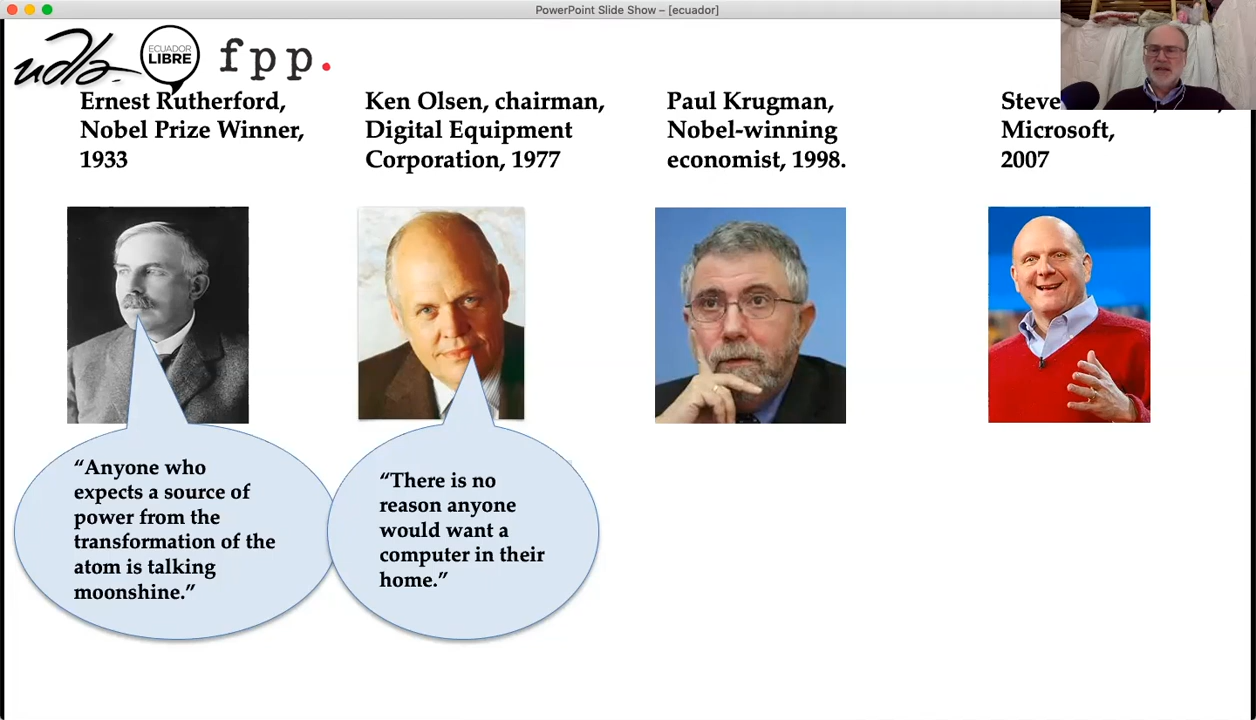 PowerPoint Slide Show – [ecuador]
udla.
ECUADOR
LIBRE
fpp.
Ernest Rutherford,
Nobel Prize Winner,
1933
Ken Olsen, chairman,
Digital Equipment
Corporation, 1977
Paul Krugman,
Nobel-winning
economist, 1998.
Steve
Microsoft,
2007
“Anyone who
expects a source of
power from the
transformation of the
atom is talking
moonshine.”
“There is no
reason anyone
would want a
computer in their
home.”